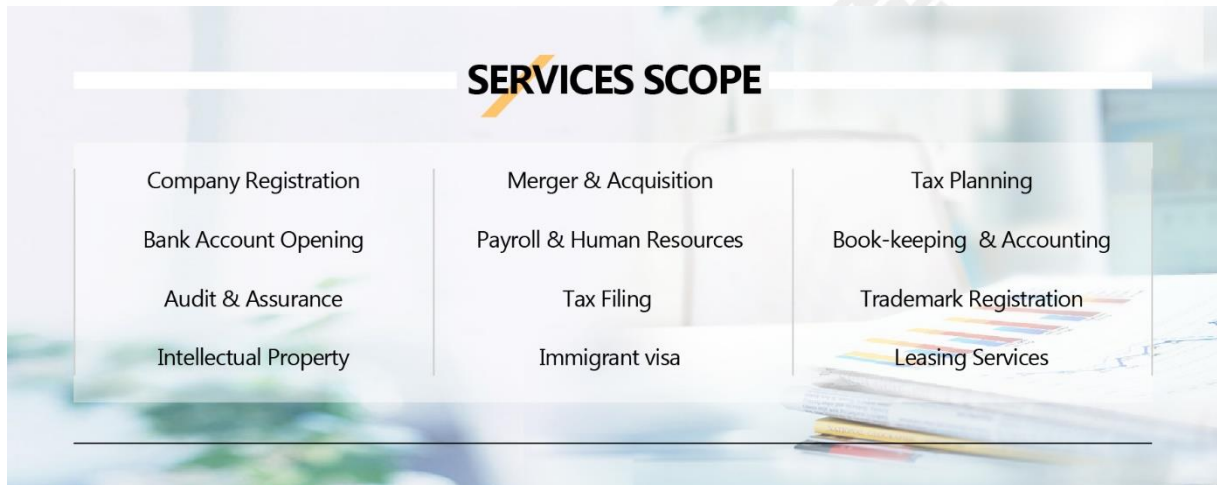 SERVICES SCOPE
Company Registration
Merger & Acquisition
Tax Planning
Bank Account Opening
Payroll & Human Resources
Book-keeping & Accounting
Audit & Assurance
Tax Filing
Trademark Registration
Intellectual Property
Immigrant visa
Leasing Services